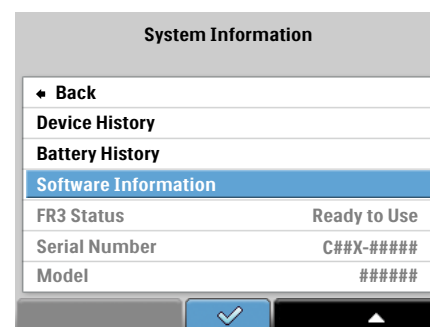 System Information
Back
Device History
Battery History
Software Information
FR3 Status Ready to Use
Serial Number C##X-#####
Model ######